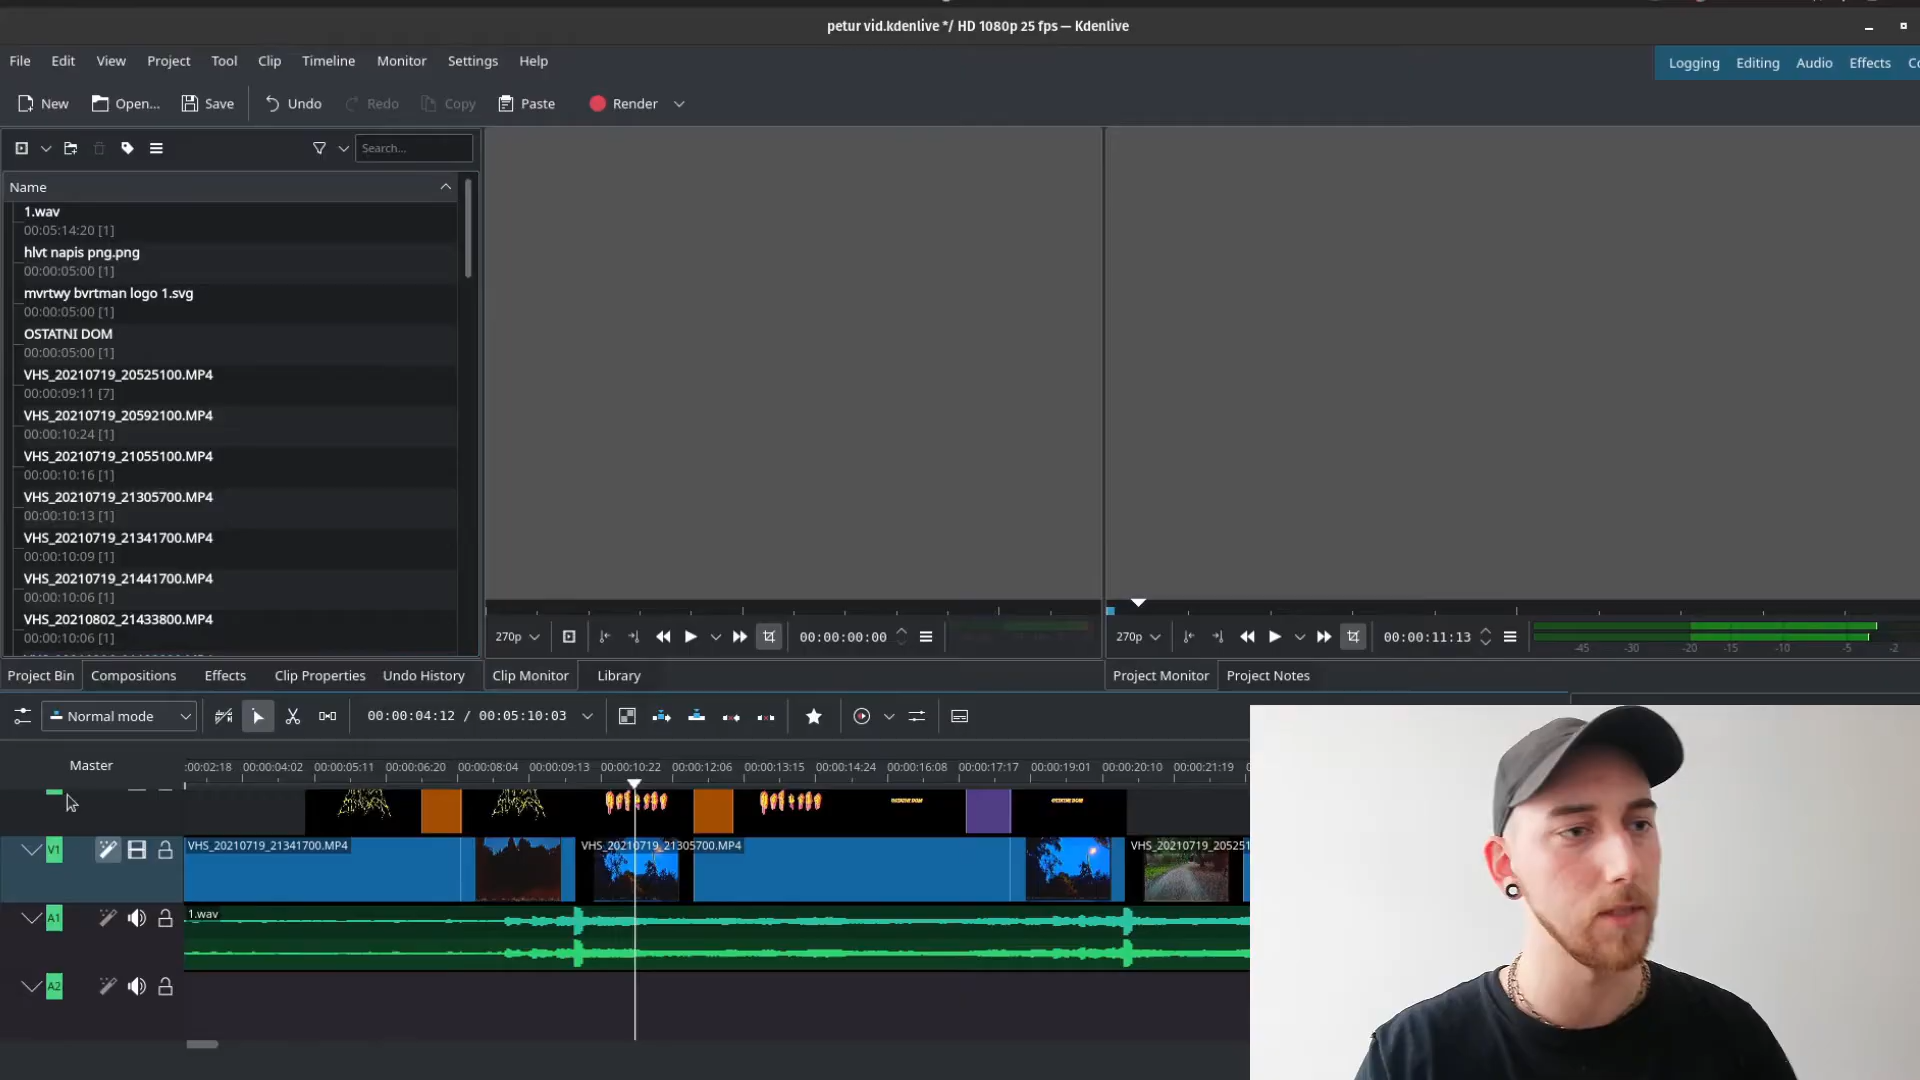 petur vid.kdenlive */ HD 1080p 25 fps — Kdenlive
File Edit View Project Tool Clip Timeline Monitor Settings Help
Logging Editing Audio Effects
New Open... Save Undo Redo Copy Paste Render
Search...
Name
1.wav
00:05:14:20 [1]
hlvt napis png.png
00:00:05:00 [1]
mvrtwy bvrtman logo 1.svg
00:00:05:00 [1]
OSTATNI DOM
00:00:05:00 [1]
VHS_20210719_20525100.MP4
00:00:09:11 [7]
VHS_20210719_20592100.MP4
00:00:10:24 [1]
VHS_20210719_21055100.MP4
00:00:10:16 [1]
VHS_20210719_21305700.MP4
00:00:10:13 [1]
VHS_20210719_21341700.MP4
00:00:10:09 [1]
VHS_20210719_21441700.MP4
00:00:10:06 [1]
VHS_20210802_21433800.MP4
00:00:10:06 [1]
270p 00:00:00:00
270p 00:00:11:13
-45 -30 -20 -15 -10 -5 -2
Project Bin Compositions Effects Clip Properties Undo History Clip Monitor Library Project Monitor Project Notes
Normal mode 00:00:04:12 / 00:05:10:03
Master
:00:02:18 00:00:04:02 00:00:05:11 00:00:06:20 00:00:08:04 00:00:09:13 00:00:10:22 00:00:12:06 00:00:13:15 00:00:14:24 00:00:16:08 00:00:17:17 00:00:19:01 00:00:20:10 00:00:21:19
V1 VHS_20210719_21341700.MP4 VHS_20210719_21305700.MP4 VHS_20210719_205251
A1 1.wav
A2